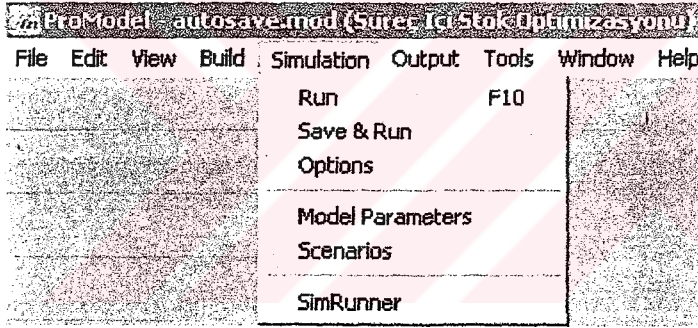 ProModel - autosave.mod (Süreç İçi Stok Optimizasyonu)
File Edit View Build Simulation Output Tools Window Help
Run F10
Save & Run
Options
Model Parameters
Scenarios
SimRunner